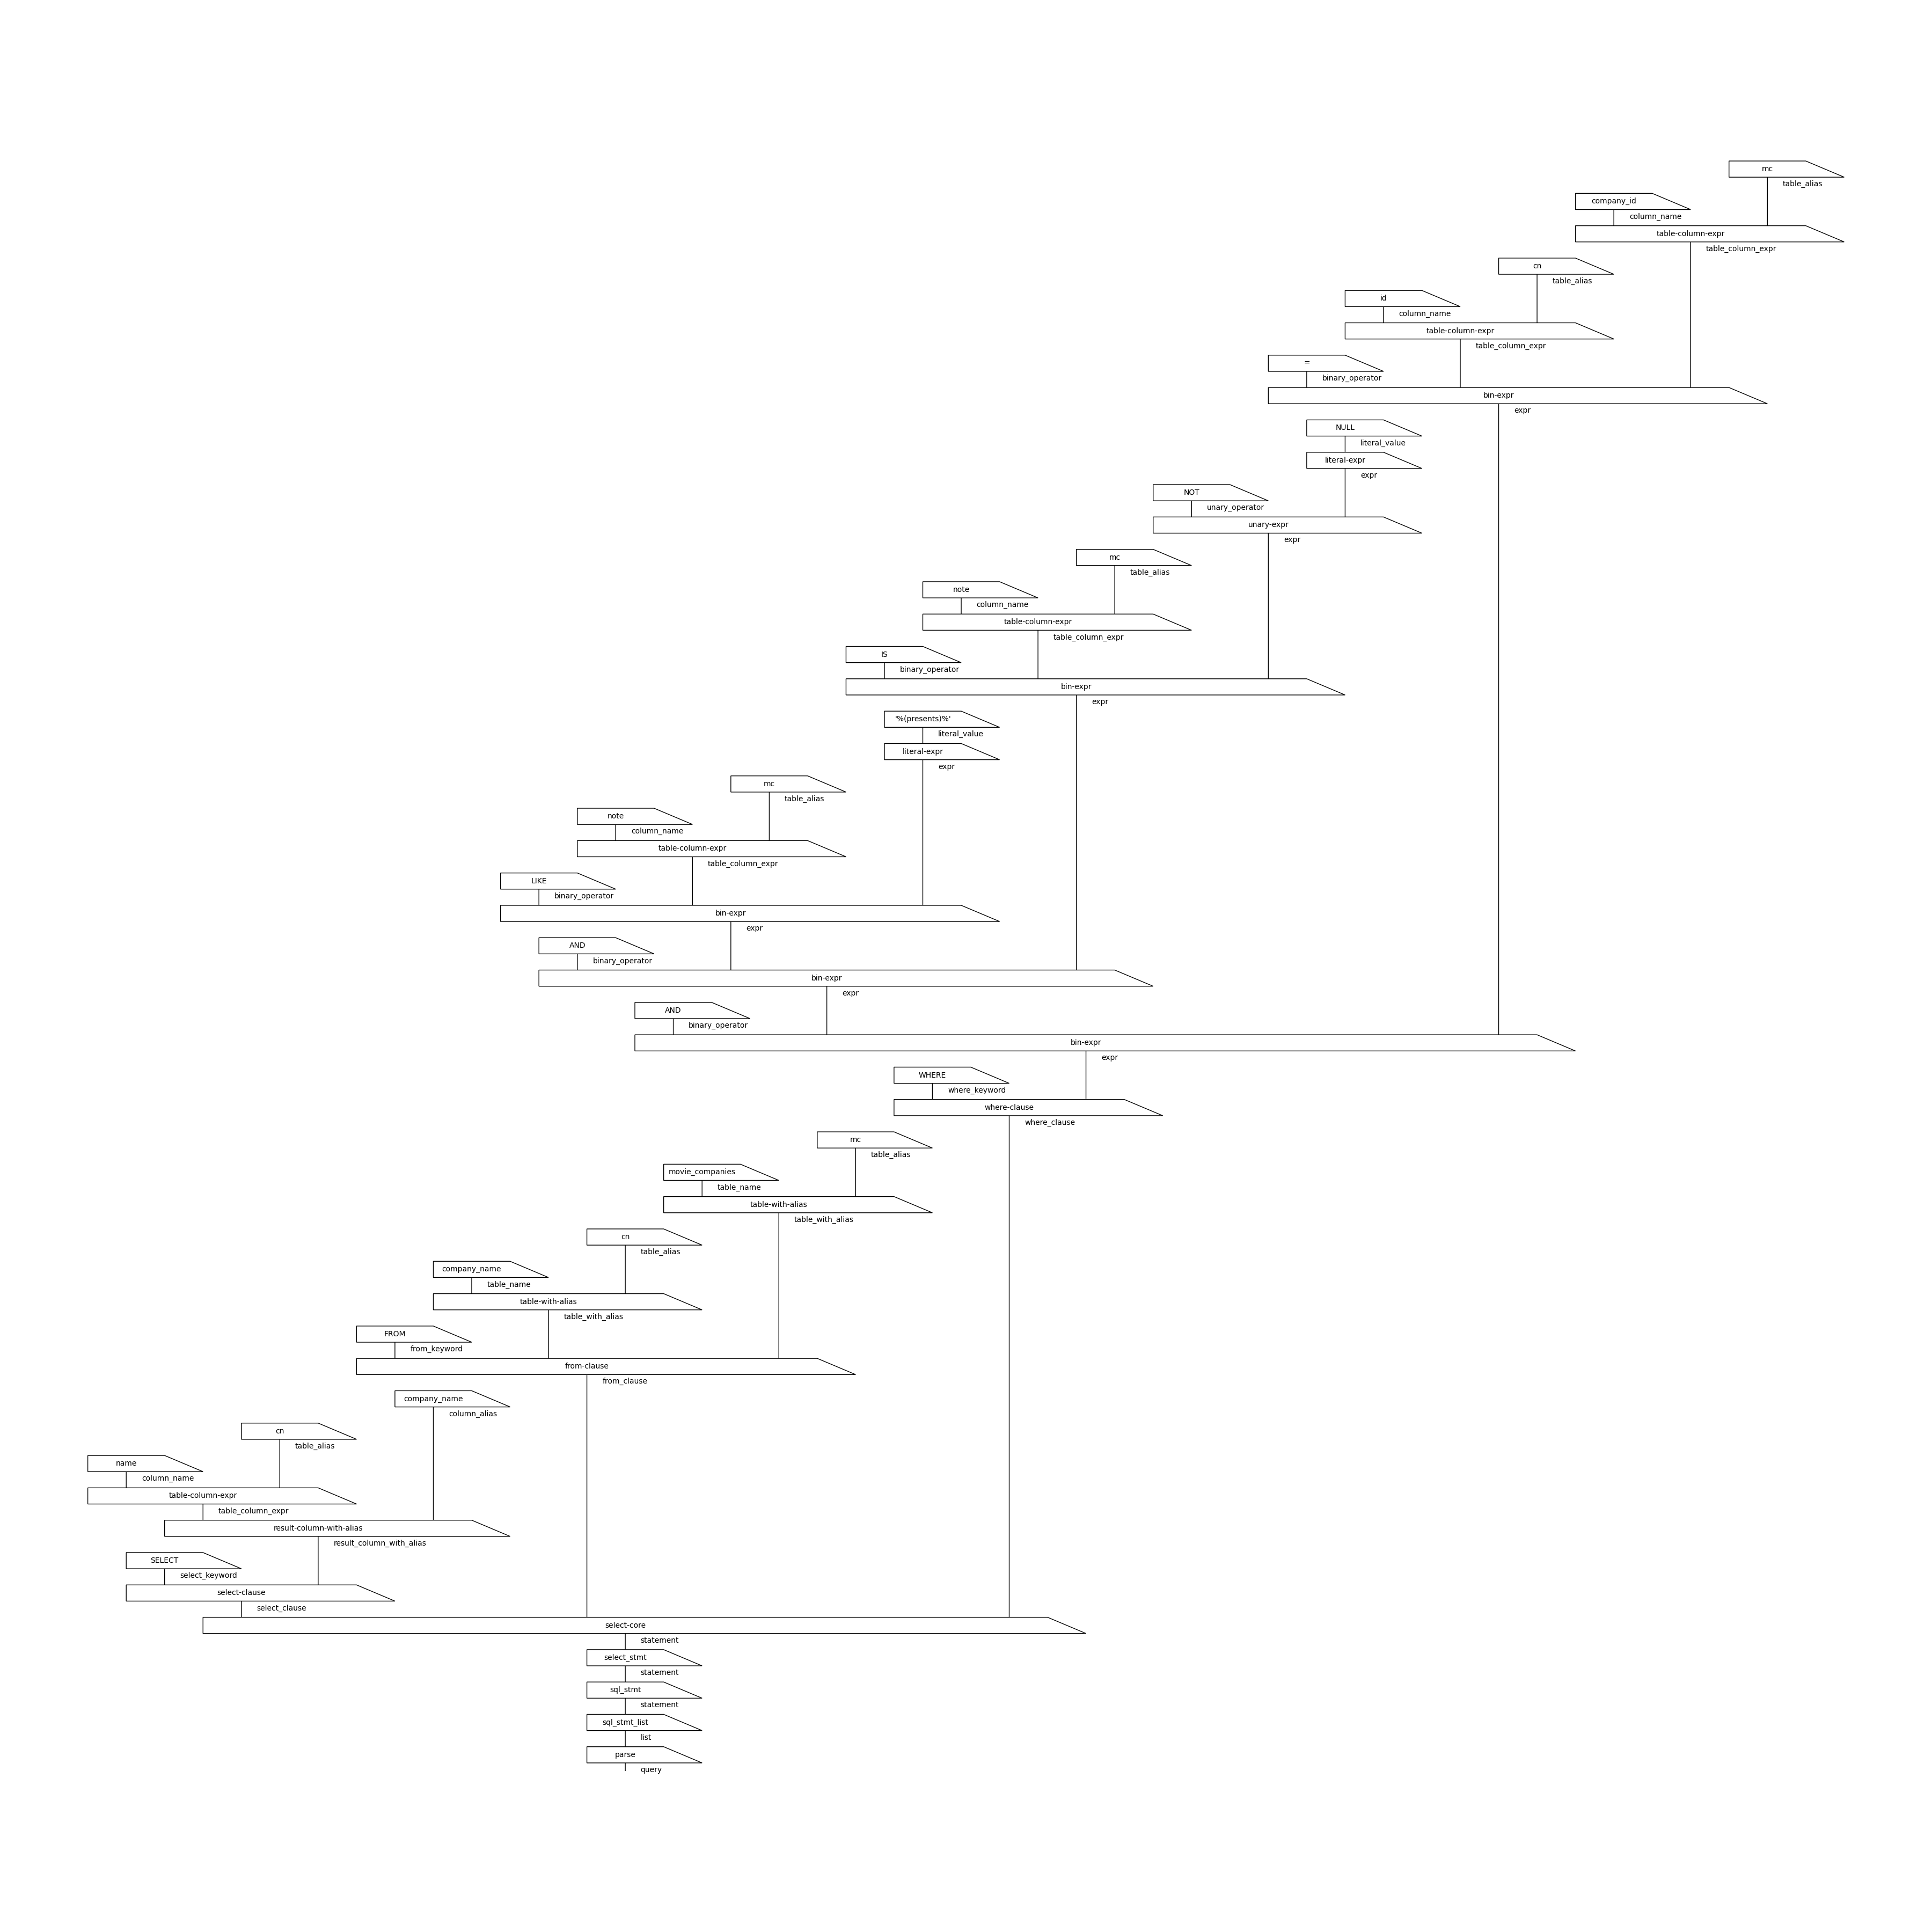 mc
table_alias
company_id
column_name
table-column-expr
table_column_expr
cn
table_alias
id
column_name
table-column-expr
table_column_expr
=
binary_operator
bin-expr
expr
NULL
literal_value
literal-expr
expr
NOT
unary_operator
unary-expr
expr
mc
table_alias
note
column_name
table-column-expr
table_column_expr
IS
binary_operator
bin-expr
expr
'%(presents)%'
literal_value
literal-expr
expr
mc
table_alias
note
column_name
table-column-expr
table_column_expr
LIKE
binary_operator
bin-expr
expr
AND
binary_operator
bin-expr
expr
AND
binary_operator
bin-expr
expr
WHERE
where_keyword
where-clause
where_clause
mc
table_alias
movie_companies
table_name
table-with-alias
table_with_alias
cn
table_alias
company_name
table_name
table-with-alias
table_with_alias
FROM
from_keyword
from-clause
from_clause
company_name
column_alias
cn
table_alias
name
column_name
table-column-expr
table_column_expr
result-column-with-alias
result_column_with_alias
SELECT
select_keyword
select-clause
select_clause
select-core
statement
select_stmt
statement
sql_stmt
statement
sql_stmt_list
list
parse
query